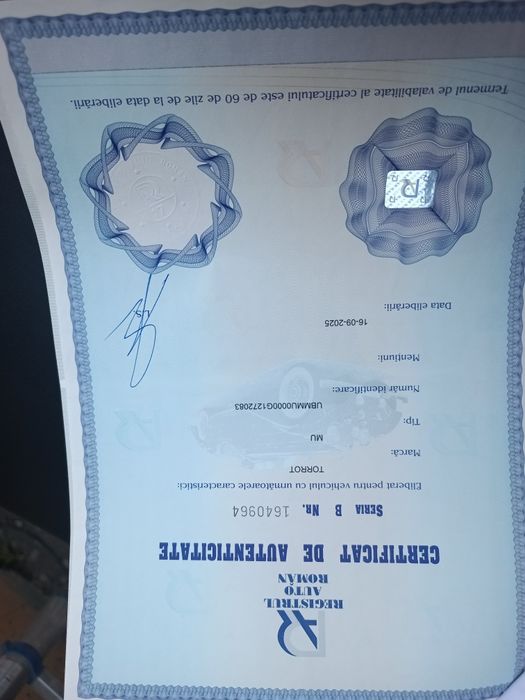 REGISTRUL
AUTO
ROMÂN
CERTIFICAT DE AUTENTICITATE
SERIA B NR. 1640964
Eliberat pentru vehiculul cu următoarele caracteristici:
TORROT
Marcă:
MU
Tip:
UBMMU0000G1272083
Număr identificare:
Mențiuni:
16-09-2025
Data eliberării:
Termenul de valabilitate al certificatului este de 60 de zile de la data eliberării.